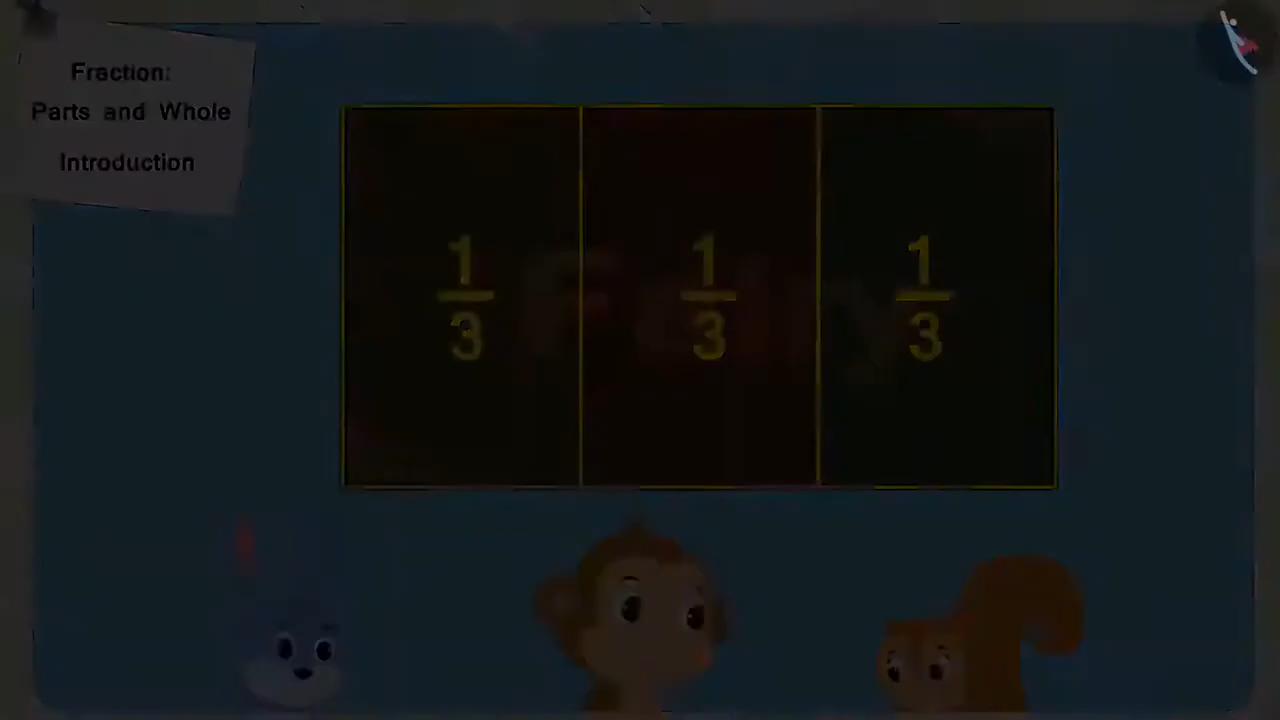 Fraction:
Parts and Whole
Introduction
1/3 1/3 1/3